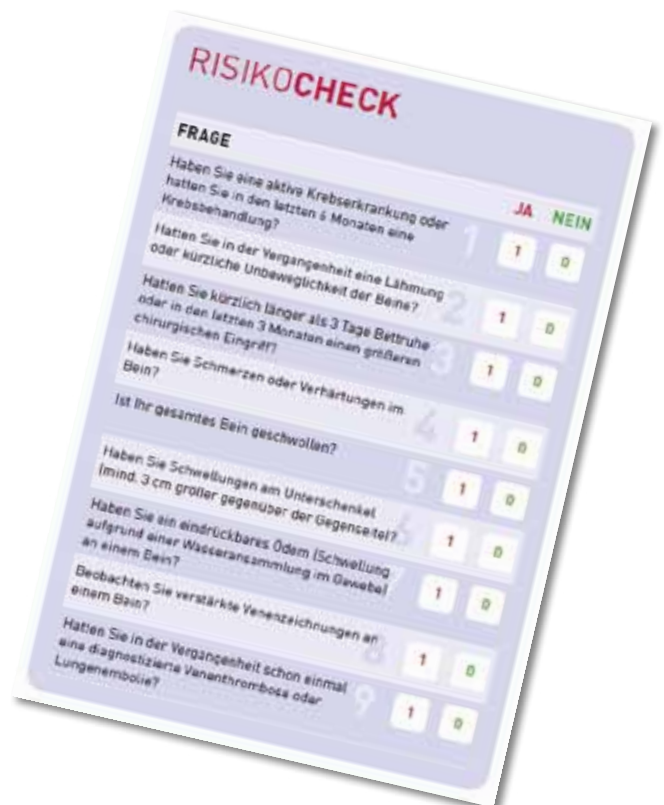 RISIKOCHECK
FRAGE
JA NEIN
Haben Sie eine aktive Krebserkrankung oder
hatten Sie in den letzten 6 Monaten eine
Krebsbehandlung?
1 1 0
Hatten Sie in der Vergangenheit eine Lähmung
oder kürzliche Unbeweglichkeit der Beine?
2 1 0
Hatten Sie kürzlich länger als 3 Tage Bettruhe
oder in den letzten 3 Monaten einen größeren
chirurgischen Eingriff?
3 1 0
Haben Sie Schmerzen oder Verhärtungen im
Bein?
4 1 0
Ist Ihr gesamtes Bein geschwollen?
5 1 0
Haben Sie Schwellungen am Unterschenkel
(mind. 3 cm größer gegenüber der Gegenseite)?
6 1 0
Haben Sie ein eindrückbares Ödem (Schwellung
aufgrund einer Wasseransammlung im Gewebe)
an einem Bein?
7 1 0
Beobachten Sie verstärkte Venenzeichnungen an
einem Bein?
8 1 0
Hatten Sie in der Vergangenheit schon einmal
eine diagnostizierte Venenthrombose oder
Lungenembolie?
9 1 0